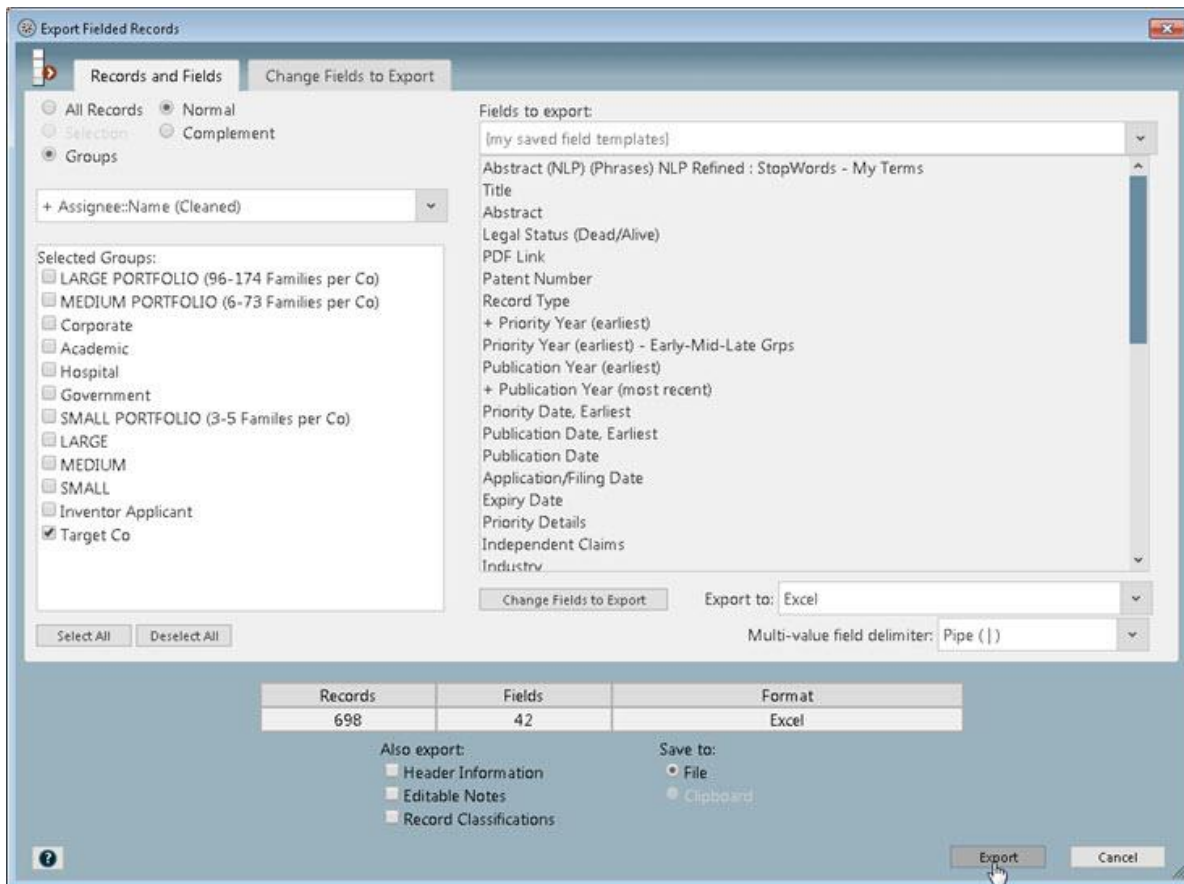 Export Fielded Records
Records and Fields
Change Fields to Export
All Records
Normal
Selection
Complement
Groups
+ Assignee::Name (Cleaned)
Selected Groups:
LARGE PORTFOLIO (96-174 Families per Co)
MEDIUM PORTFOLIO (6-73 Families per Co)
Corporate
Academic
Hospital
Government
SMALL PORTFOLIO (3-5 Familes per Co)
LARGE
MEDIUM
SMALL
Inventor Applicant
Target Co
Select All
Deselect All
Fields to export:
(my saved field templates)
Abstract (NLP) (Phrases) NLP Refined : StopWords - My Terms
Title
Abstract
Legal Status (Dead/Alive)
PDF Link
Patent Number
Record Type
+ Priority Year (earliest)
Priority Year (earliest) - Early-Mid-Late Grps
Publication Year (earliest)
+ Publication Year (most recent)
Priority Date, Earliest
Publication Date, Earliest
Publication Date
Application/Filing Date
Expiry Date
Priority Details
Independent Claims
Industry
Change Fields to Export
Export to: Excel
Multi-value field delimiter: Pipe (|)
Records Fields Format
698 42 Excel
Also export:
Header Information
Editable Notes
Record Classifications
Save to:
File
Clipboard
?
Export
Cancel